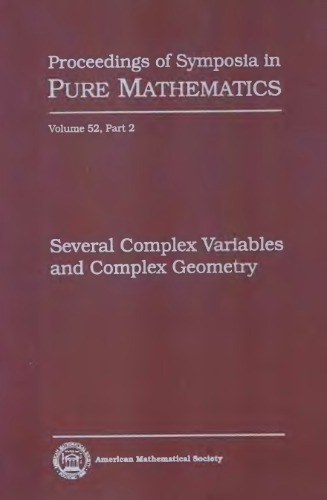 Proceedings of Symposia in
PURE MATHEMATICS
Volume 52, Part 2
Several Complex Variables
and Complex Geometry
American Mathematical Society